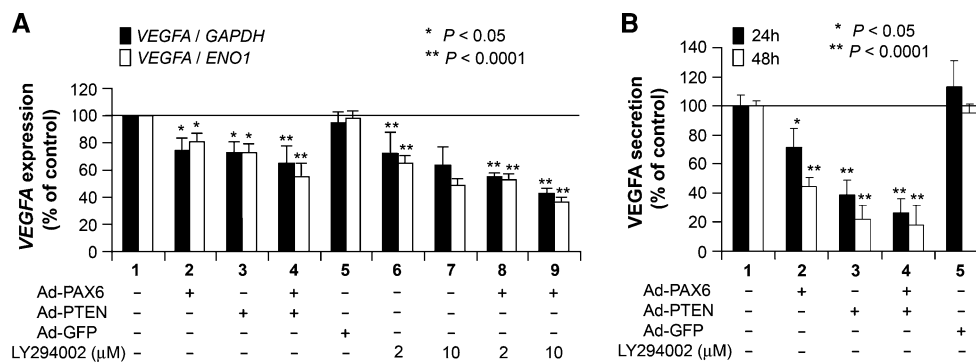 A
VEGFA / GAPDH * P < 0.05
VEGFA / ENO1 ** P < 0.0001
VEGFA expression
(% of control)
120
100
80
60
40
20
0
* * * * ** ** ** ** ** ** ** **
1 2 3 4 5 6 7 8 9
Ad-PAX6 – + – + – – – + +
Ad-PTEN – – + + – – – – –
Ad-GFP – – – – + – – – –
LY294002 (μM) – – – – – 2 10 2 10
B
24h * P < 0.05
48h ** P < 0.0001
VEGFA secretion
(% of control)
140
120
100
80
60
40
20
0
* ** ** ** ** **
1 2 3 4 5
Ad-PAX6 – + – + –
Ad-PTEN – – + + –
Ad-GFP – – – – +
LY294002 (μM) – – – – –